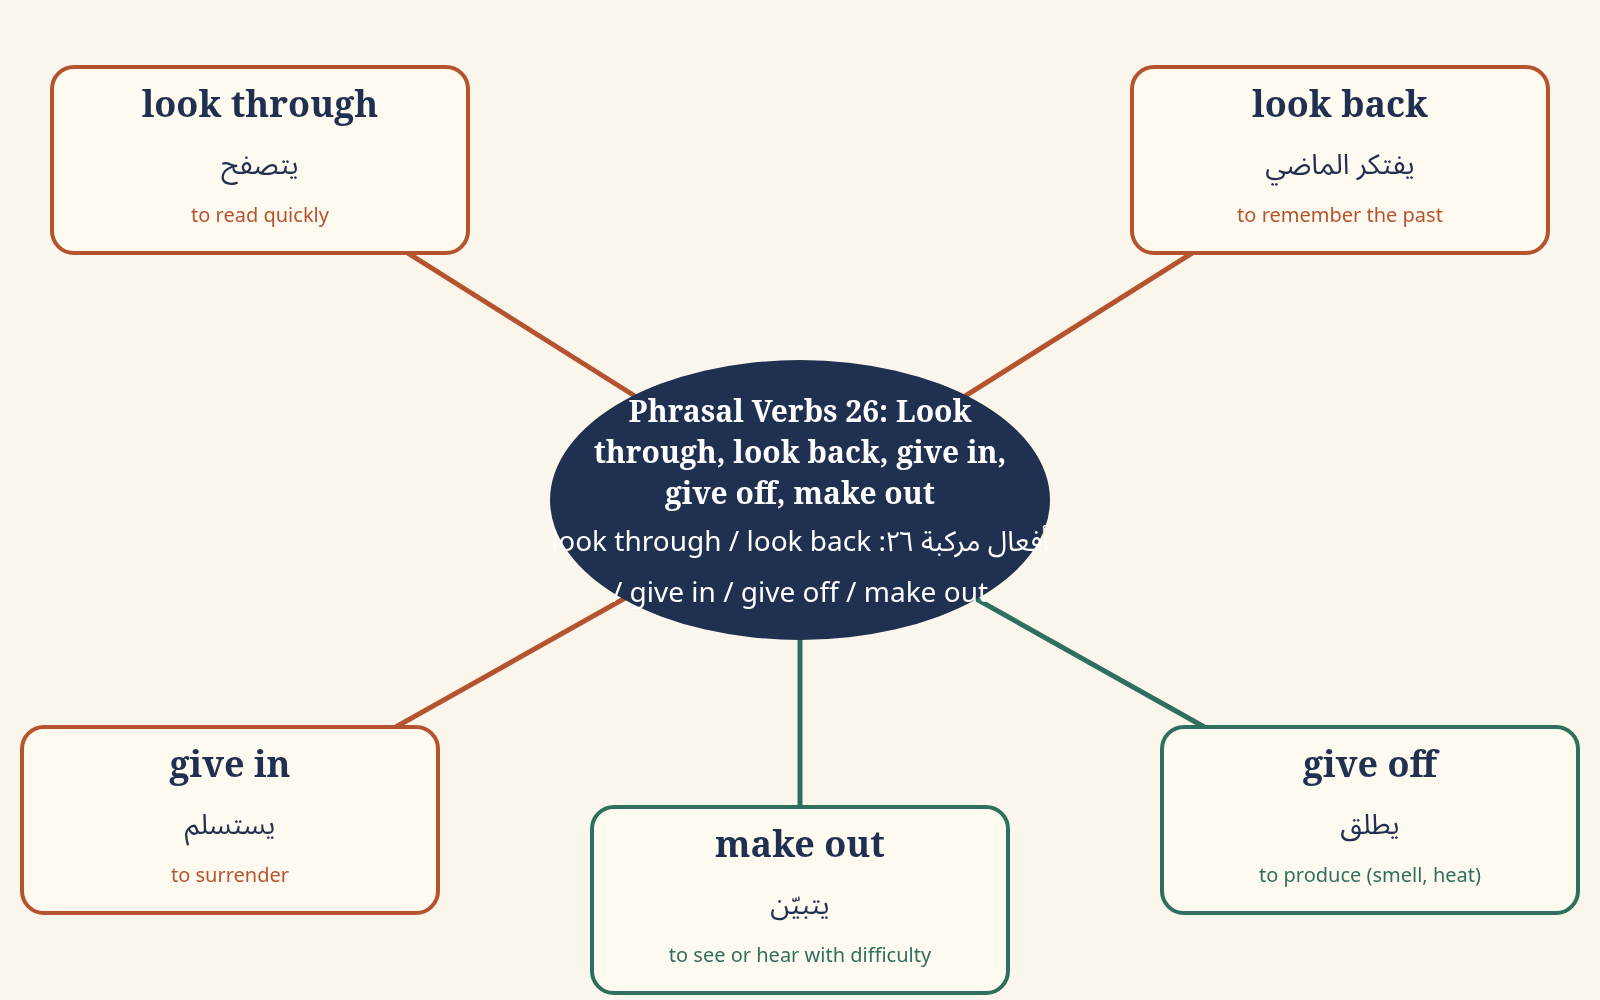 look through
يتصفح
to read quickly
look back
يفتكر الماضي
to remember the past
Phrasal Verbs 26: Look
through, look back, give in,
give off, make out
أفعال مركبة ٢٦: look through / look back
/ give in / give off / make out
give in
يستسلم
to surrender
make out
يتبيّن
to see or hear with difficulty
give off
يطلق
to produce (smell, heat)